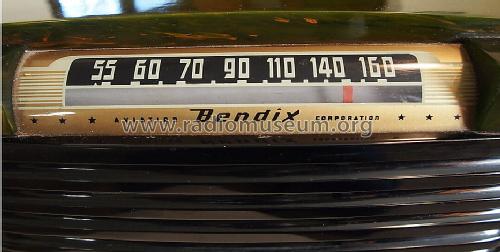 55 60 70 90 110 140 160
★ ★ AVIATION Bendix CORPORATION ★ ★ ★
www.radiomuseum.org